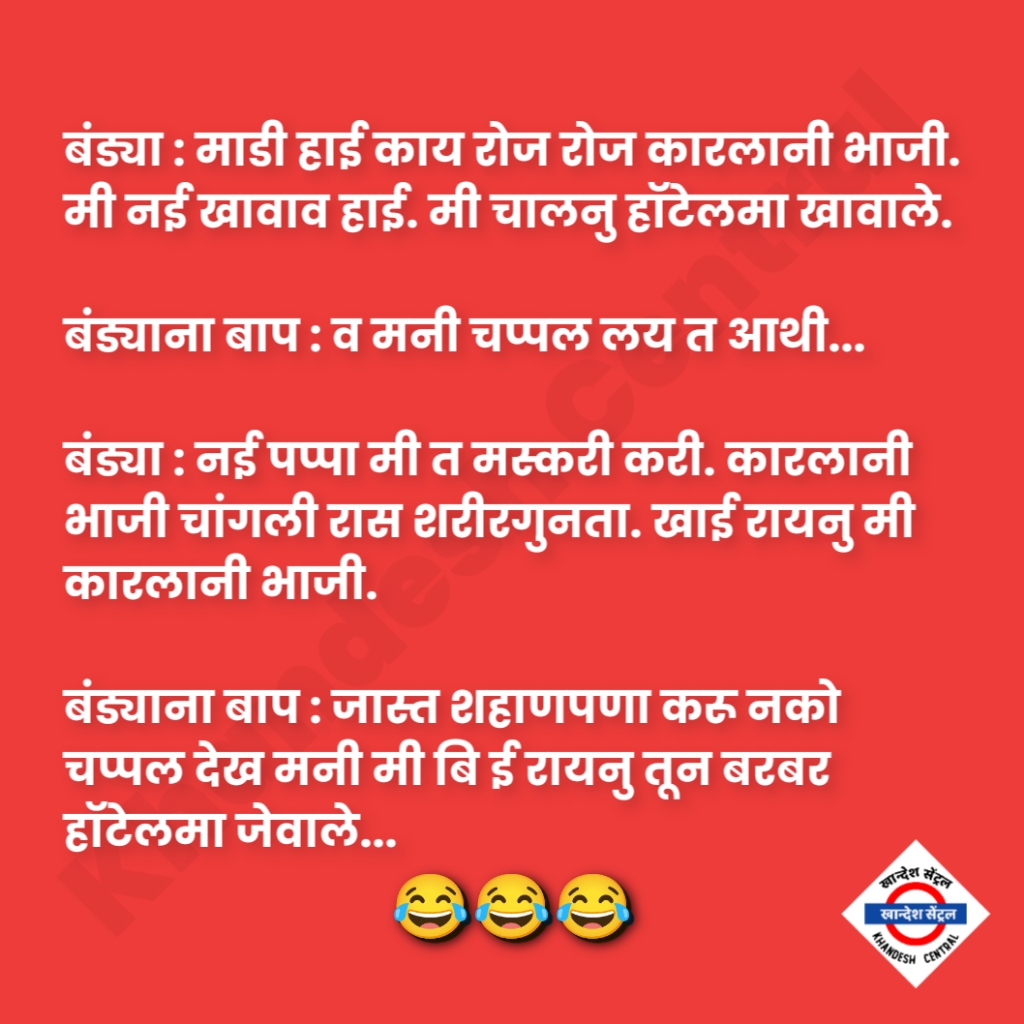 बंड्या : माडी हाई काय रोज रोज कारलानी भाजी.
मी नई खावाव हाई. मी चालनु हॉटेलमा खावाले.
बंड्याना बाप : व मनी चप्पल लय त आथी...
बंड्या : नई पप्पा मी त मस्करी करी. कारलानी
भाजी चांगली रास शरीरगुनता. खाई रायनु मी
कारलानी भाजी.
बंड्याना बाप : जास्त शहाणपणा करू नको
चप्पल देख मनी मी बि ई रायनु तून बरबर
हॉटेलमा जेवाले...
😂😂😂
खान्देश सेंट्रल
खान्देश सेंट्रल
KHANDESH CENTRAL
Khandesh Central